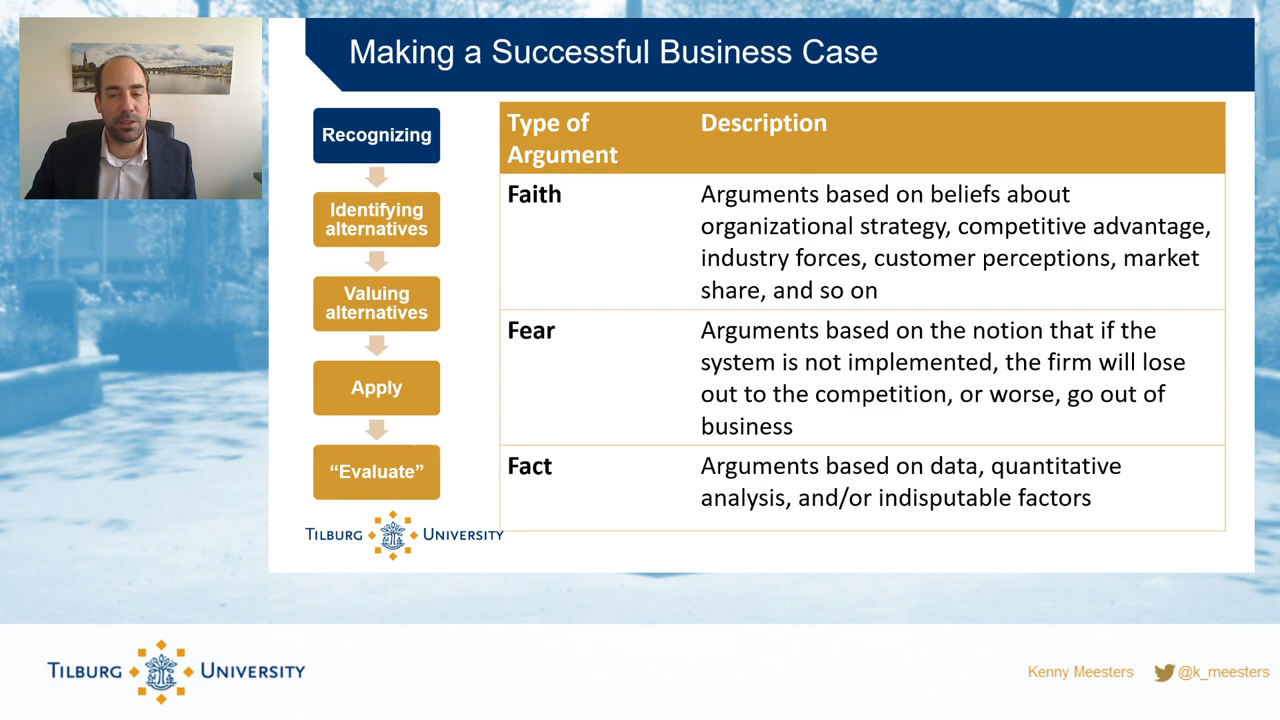 Making a Successful Business Case
Recognizing
Identifying
alternatives
Valuing
alternatives
Apply
“Evaluate”
Type of
Argument
Description
Faith
Arguments based on beliefs about
organizational strategy, competitive advantage,
industry forces, customer perceptions, market
share, and so on
Fear
Arguments based on the notion that if the
system is not implemented, the firm will lose
out to the competition, or worse, go out of
business
Fact
Arguments based on data, quantitative
analysis, and/or indisputable factors
TILBURG UNIVERSITY
TILBURG UNIVERSITY
Kenny Meesters @k_meesters